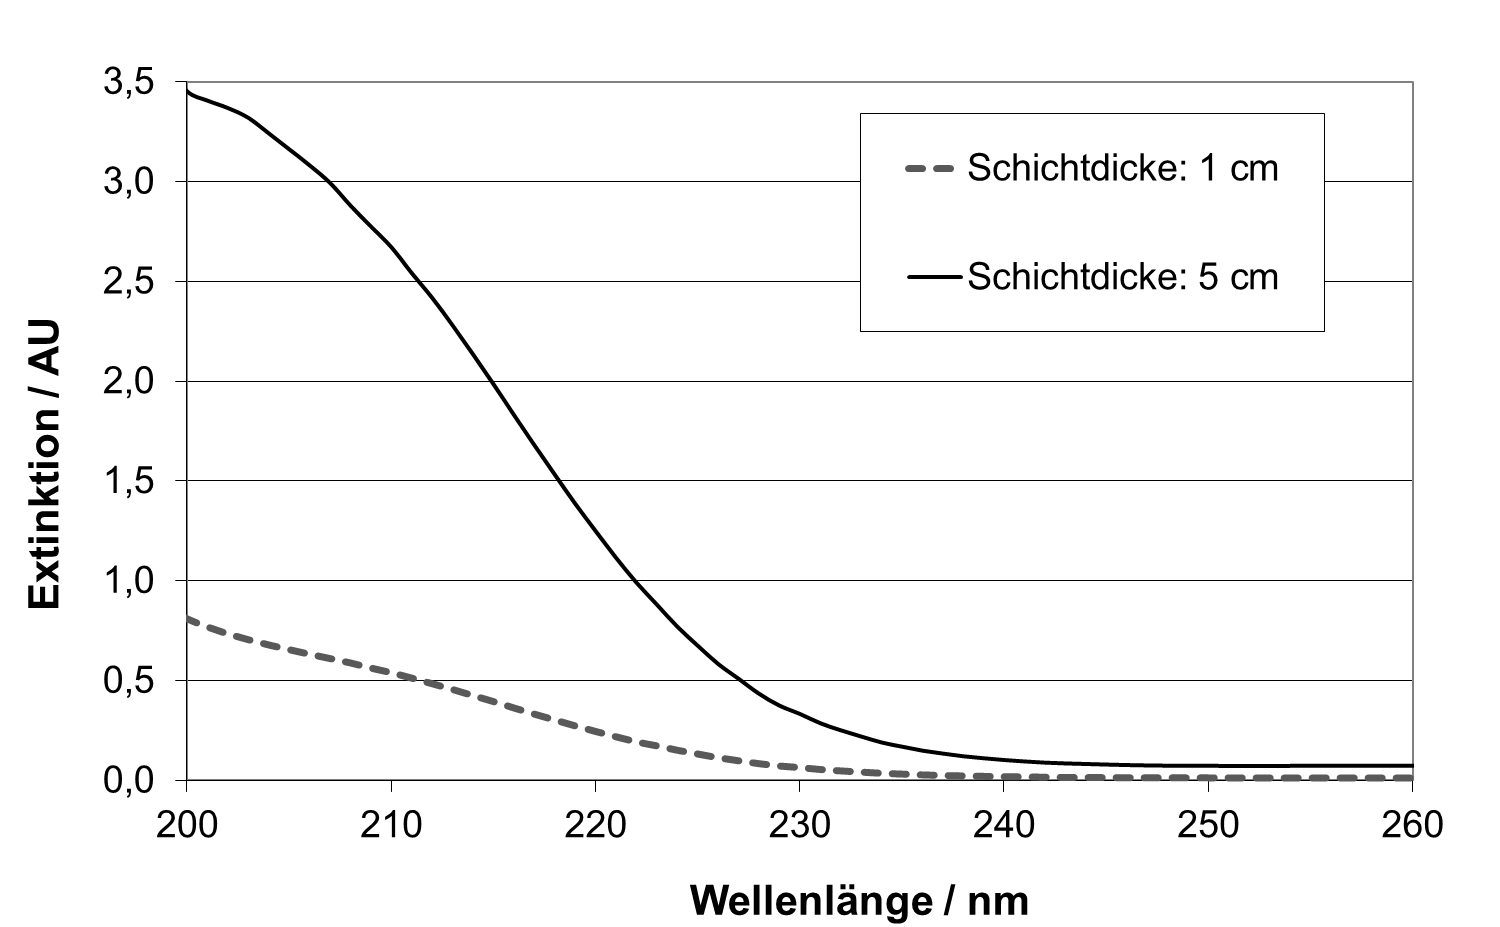 3,5
3,0
2,5
2,0
1,5
1,0
0,5
0,0
Extinktion / AU
Schichtdicke: 1 cm
Schichtdicke: 5 cm
200 210 220 230 240 250 260
Wellenlänge / nm